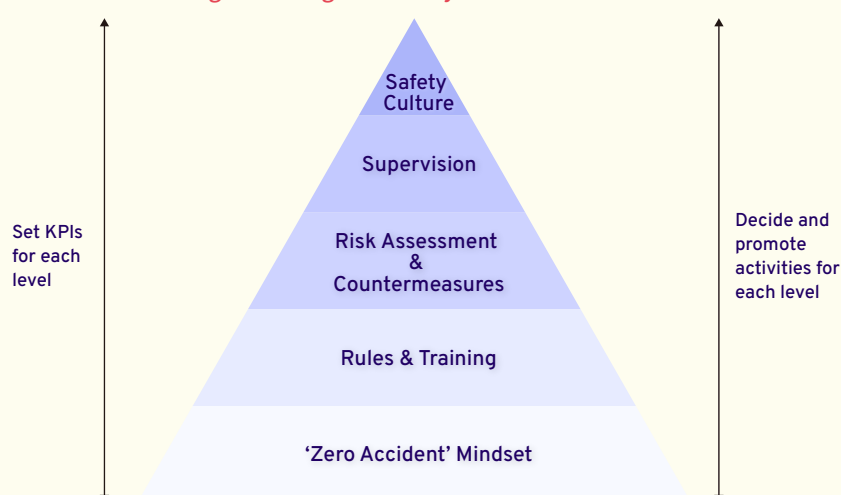 Safety
Culture
Supervision
Risk Assessment
&
Countermeasures
Rules & Training
‘Zero Accident’ Mindset
Set KPIs
for each
level
Decide and
promote
activities for
each level